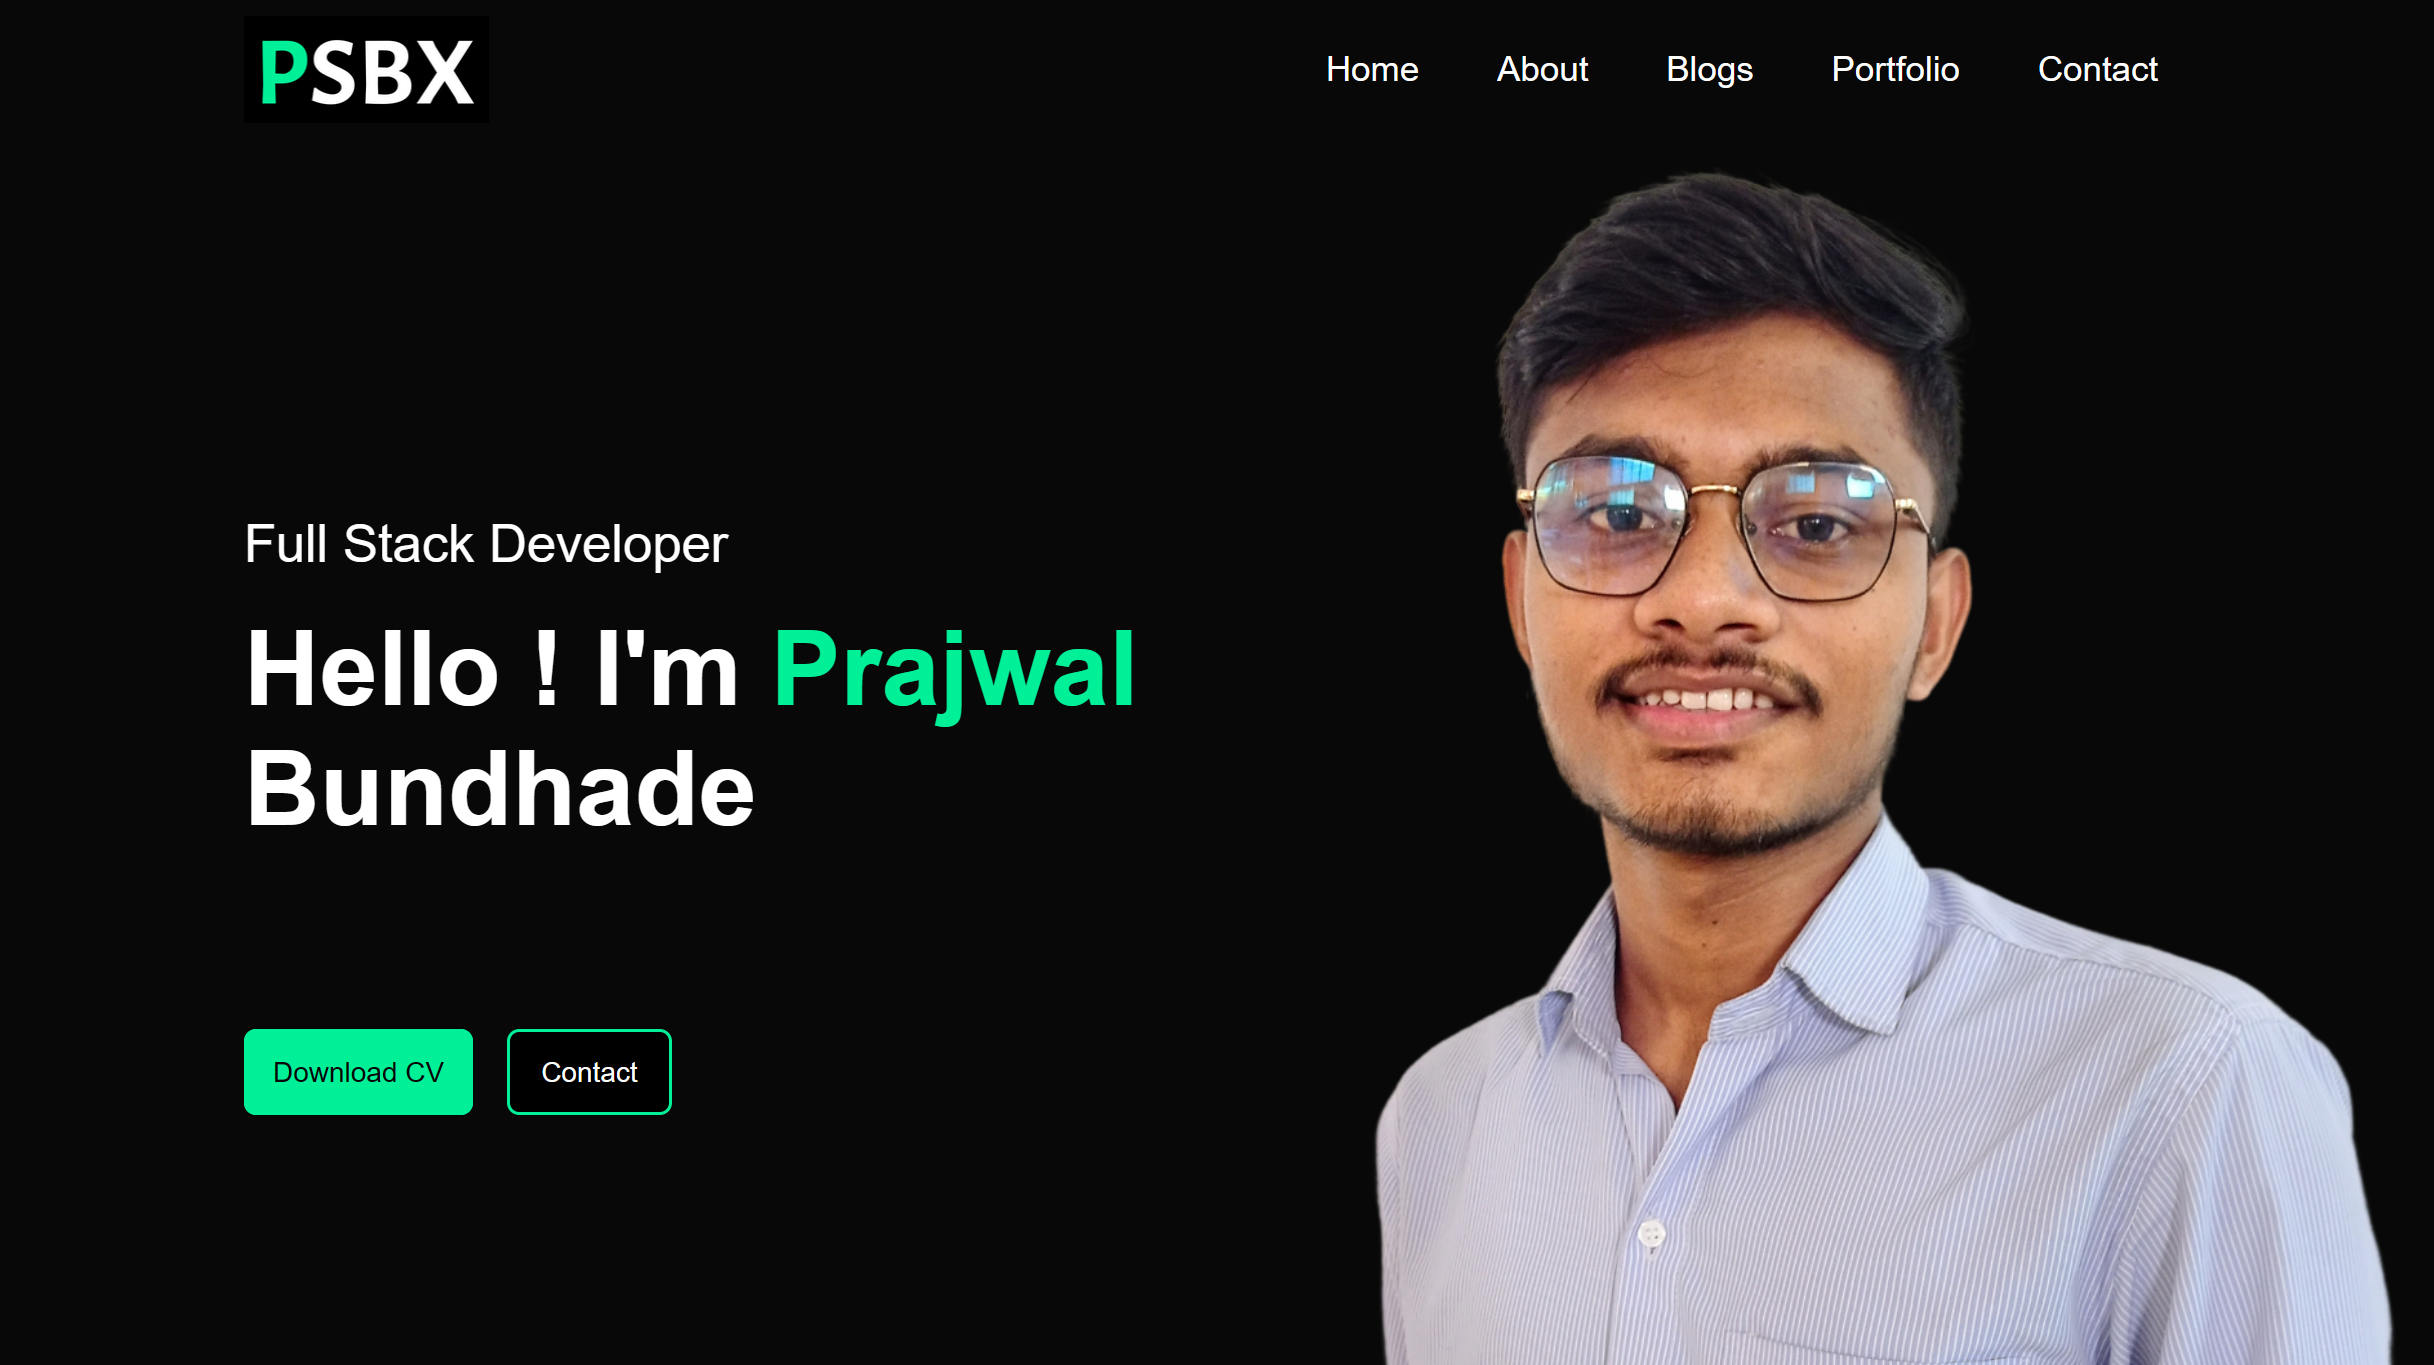 PSBX
Home About Blogs Portfolio Contact
Full Stack Developer
Hello ! I'm Prajwal
Bundhade
Download CV Contact